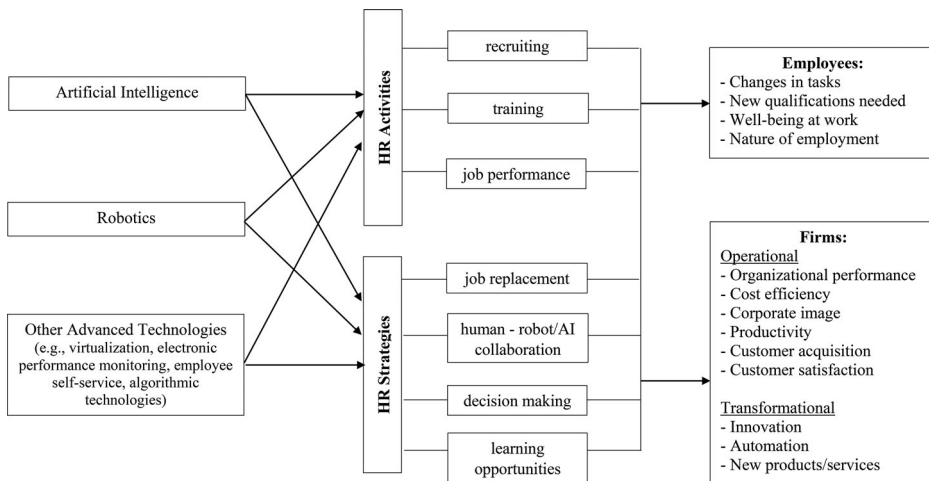 Artificial Intelligence
Robotics
Other Advanced Technologies
(e.g., virtualization, electronic
performance monitoring, employee
self-service, algorithmic
technologies)
HR Activities
recruiting
training
job performance
HR Strategies
job replacement
human - robot/AI
collaboration
decision making
learning
opportunities
Employees:
- Changes in tasks
- New qualifications needed
- Well-being at work
- Nature of employment
Firms:
Operational
- Organizational performance
- Cost efficiency
- Corporate image
- Productivity
- Customer acquisition
- Customer satisfaction
Transformational
- Innovation
- Automation
- New products/services